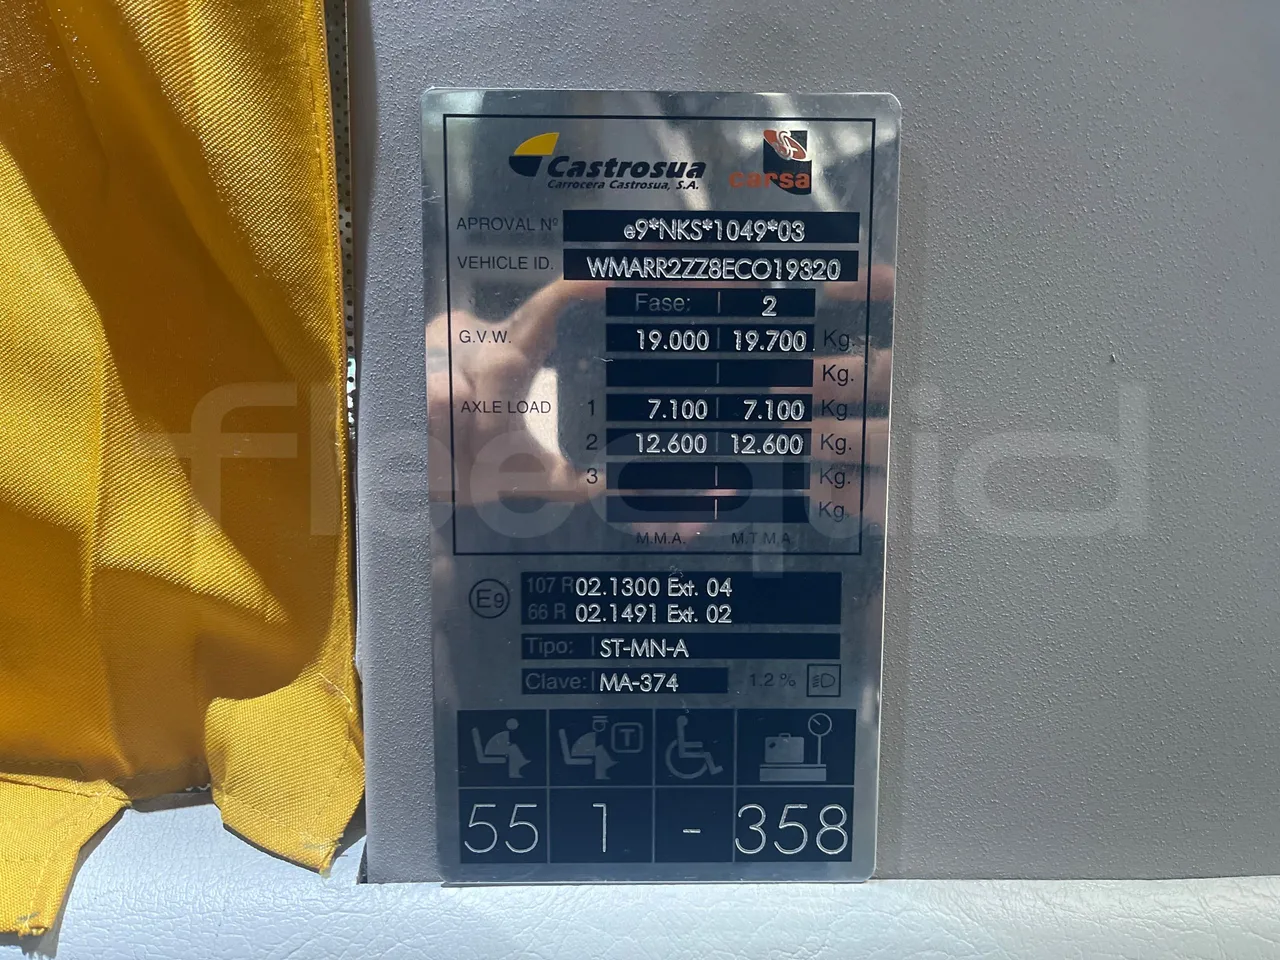 Castrosua
Carrocera Castrosua, S.A.
carsa
APROVAL Nº e9*NKS*1049*03
VEHICLE ID. WMARR2ZZ8EC019320
Fase: 2
G.V.W. 19.000 19.700 Kg.
Kg.
AXLE LOAD 1 7.100 7.100 Kg
2 12.600 12.600 Kg.
3 Kg.
Kg
M.M.A. M.T.M.A.
E9 107 R 02.1300 Ext. 04
66 R 02.1491 Ext. 02
Tipo: ST-MN-A
Clave: MA-374 1.2 %
T
55 1 - 358
fleequid